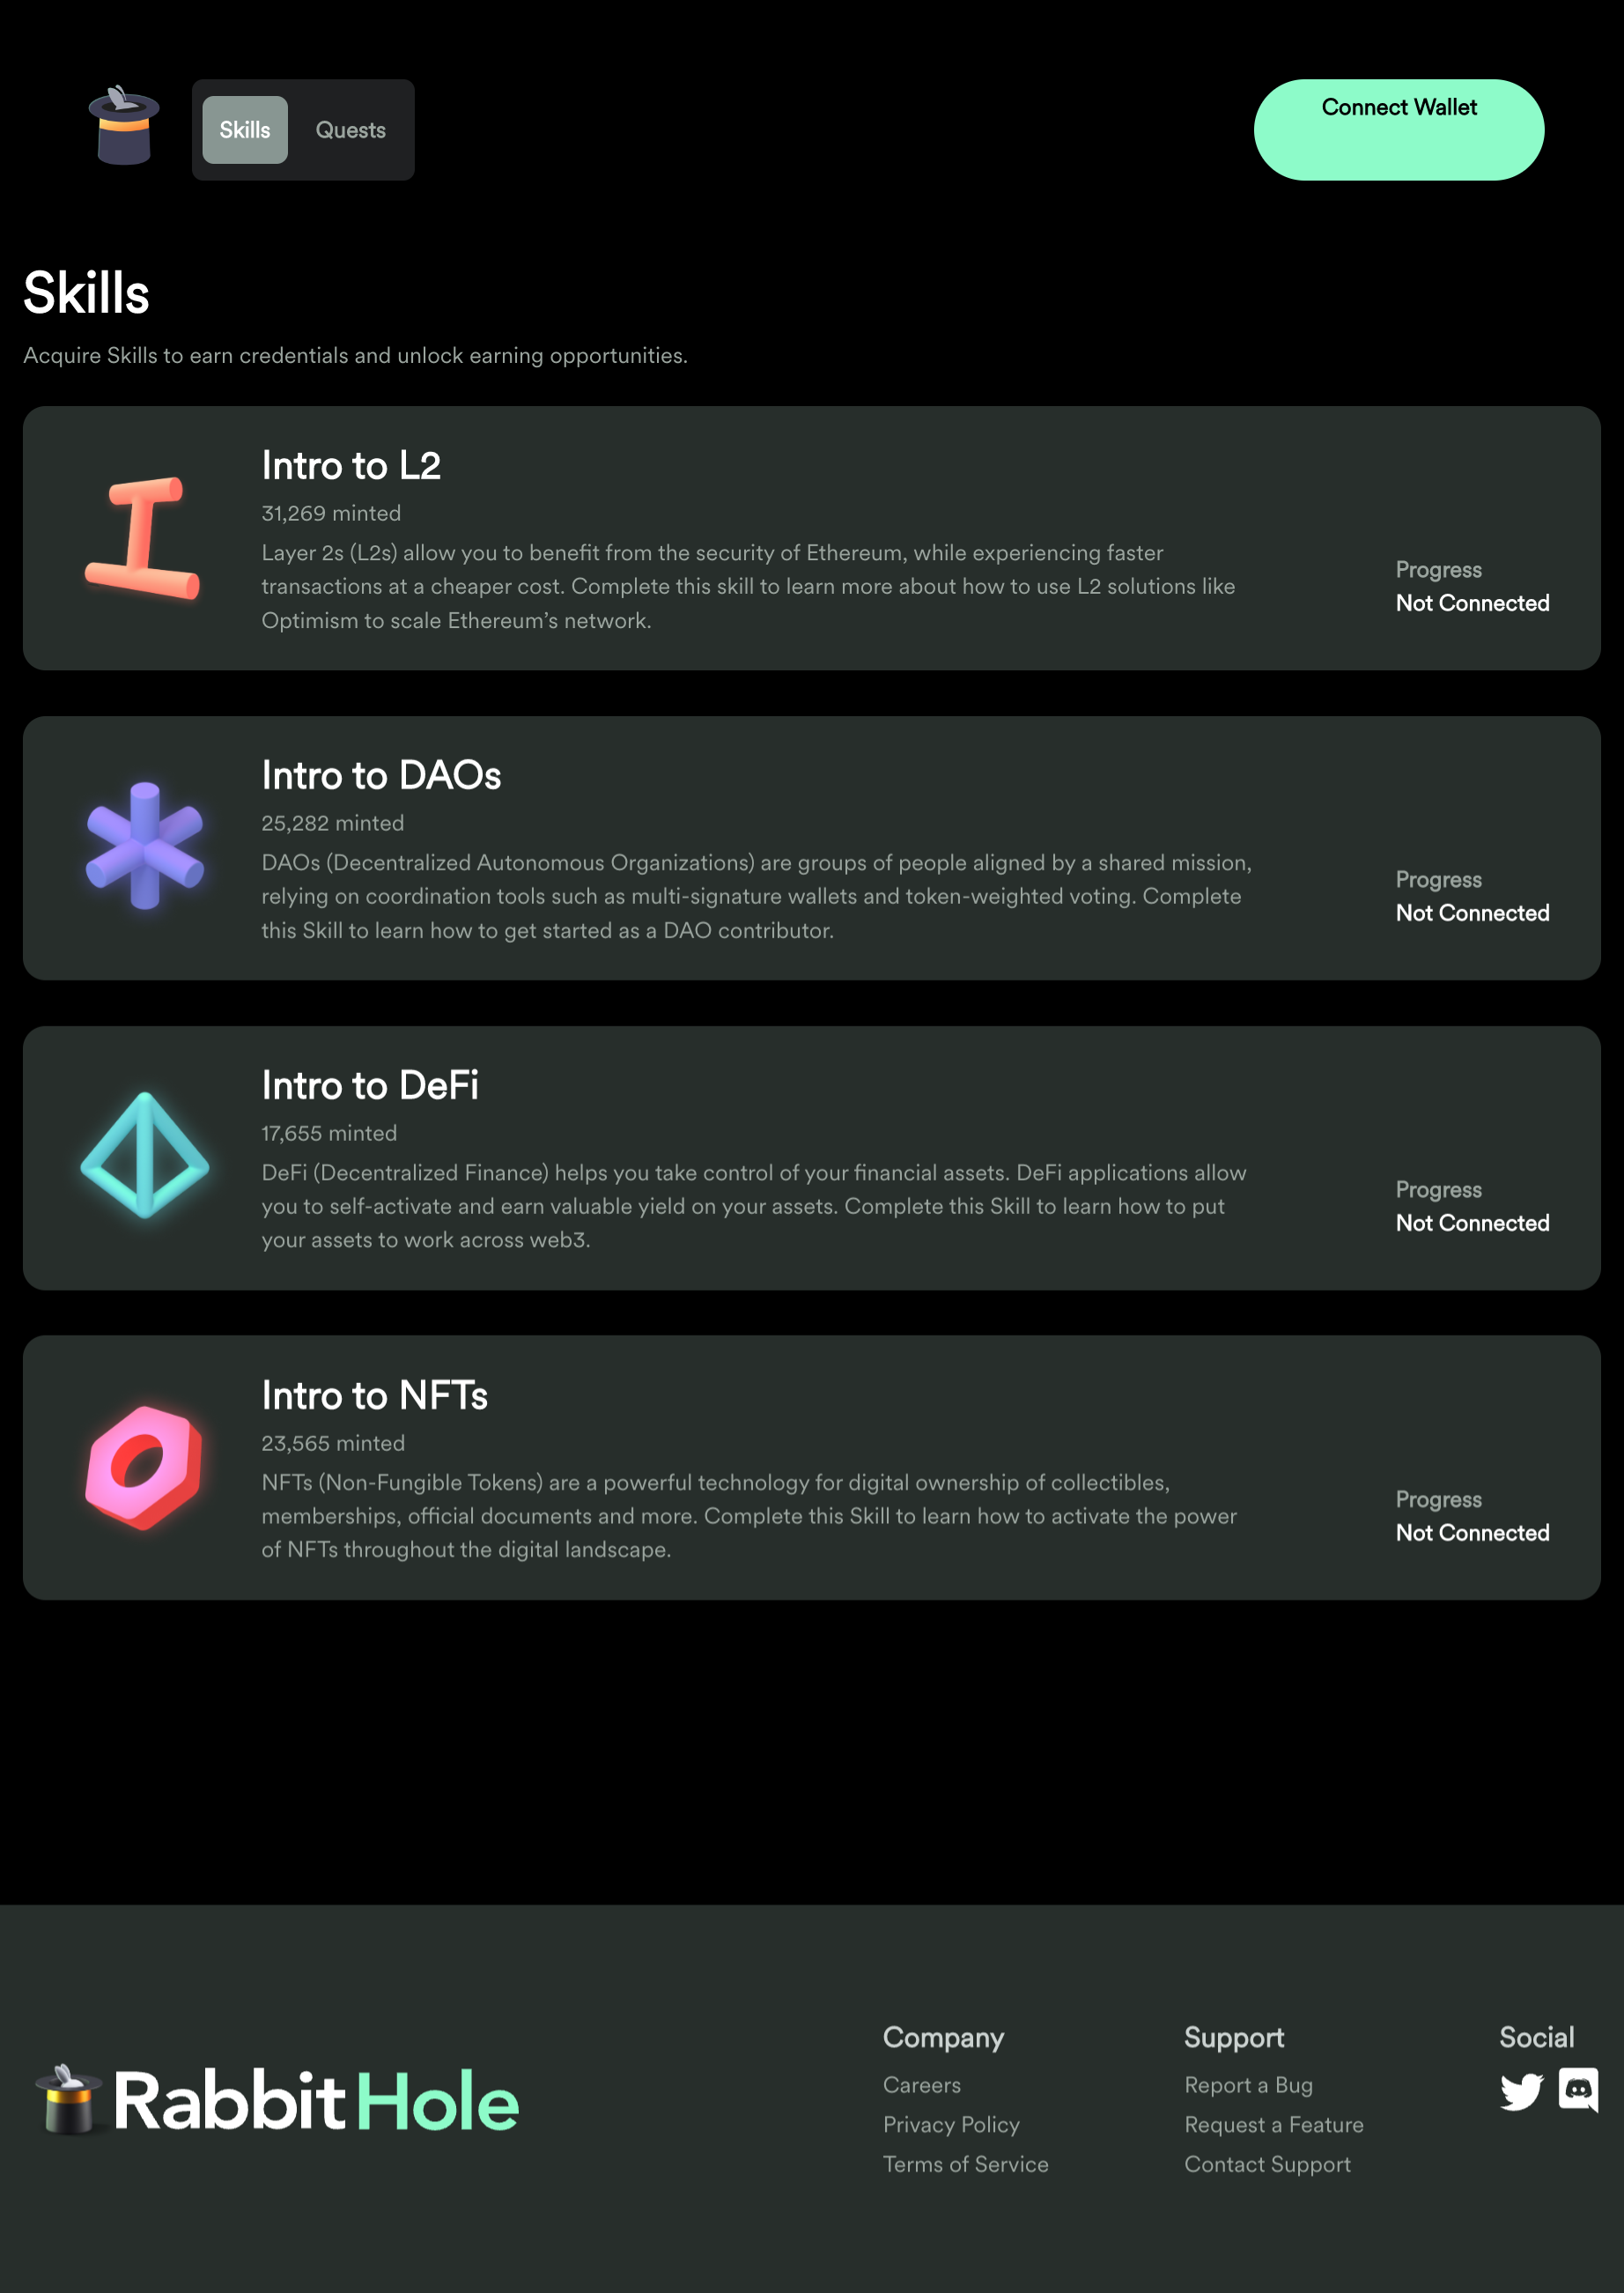 Skills
Quests
Connect Wallet
Skills
Acquire Skills to earn credentials and unlock earning opportunities.
Intro to L2
31,269 minted
Layer 2s (L2s) allow you to benefit from the security of Ethereum, while experiencing faster
transactions at a cheaper cost. Complete this skill to learn more about how to use L2 solutions like
Optimism to scale Ethereum’s network.
Progress
Not Connected
Intro to DAOs
25,282 minted
DAOs (Decentralized Autonomous Organizations) are groups of people aligned by a shared mission,
relying on coordination tools such as multi-signature wallets and token-weighted voting. Complete
this Skill to learn how to get started as a DAO contributor.
Progress
Not Connected
Intro to DeFi
17,655 minted
DeFi (Decentralized Finance) helps you take control of your financial assets. DeFi applications allow
you to self-activate and earn valuable yield on your assets. Complete this Skill to learn how to put
your assets to work across web3.
Progress
Not Connected
Intro to NFTs
23,565 minted
NFTs (Non-Fungible Tokens) are a powerful technology for digital ownership of collectibles,
memberships, official documents and more. Complete this Skill to learn how to activate the power
of NFTs throughout the digital landscape.
Progress
Not Connected
Rabbit Hole
Company
Careers
Privacy Policy
Terms of Service
Support
Report a Bug
Request a Feature
Contact Support
Social